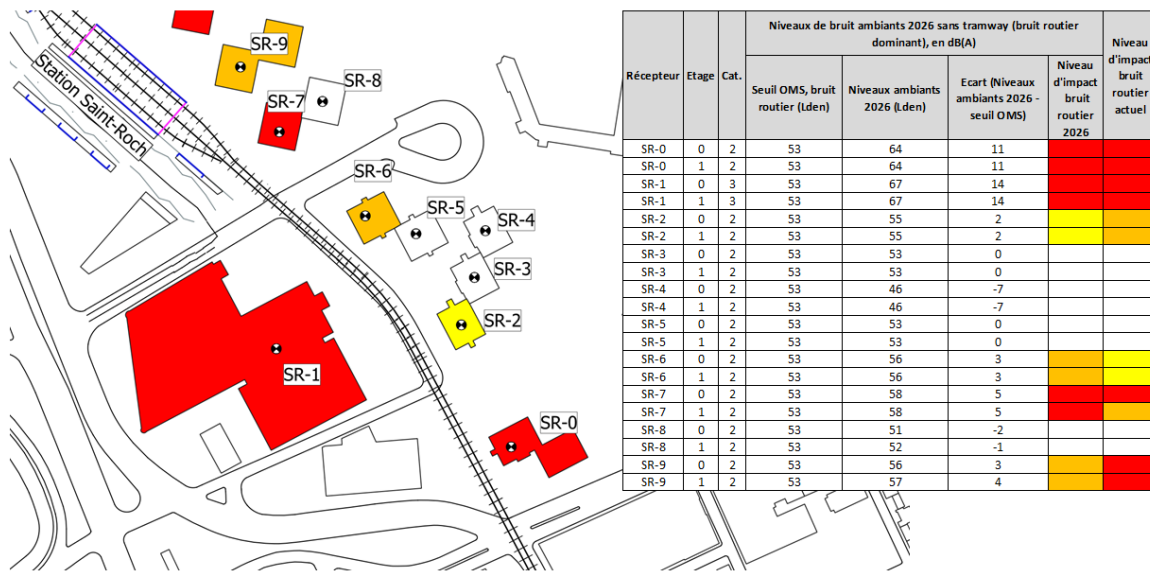 SR-9
SR-8
SR-7
Station Saint-Roch
SR-6
SR-5
SR-4
SR-3
SR-2
SR-1
SR-0
Niveaux de bruit ambiants 2026 sans tramway (bruit routier
dominant), en dB(A)
Niveau
d'impact
bruit
routier
actuel
Récepteur Etage Cat.
Seuil OMS, bruit
routier (Lden)
Niveaux ambiants
2026 (Lden)
Ecart (Niveaux
ambiants 2026 -
seuil OMS)
Niveau
d'impact
bruit
routier
2026
SR-0 0 2 53 64 11
SR-0 1 2 53 64 11
SR-1 0 3 53 67 14
SR-1 1 3 53 67 14
SR-2 0 2 53 55 2
SR-2 1 2 53 55 2
SR-3 0 2 53 53 0
SR-3 1 2 53 53 0
SR-4 0 2 53 46 -7
SR-4 1 2 53 46 -7
SR-5 0 2 53 53 0
SR-5 1 2 53 53 0
SR-6 0 2 53 56 3
SR-6 1 2 53 56 3
SR-7 0 2 53 58 5
SR-7 1 2 53 58 5
SR-8 0 2 53 51 -2
SR-8 1 2 53 52 -1
SR-9 0 2 53 56 3
SR-9 1 2 53 57 4